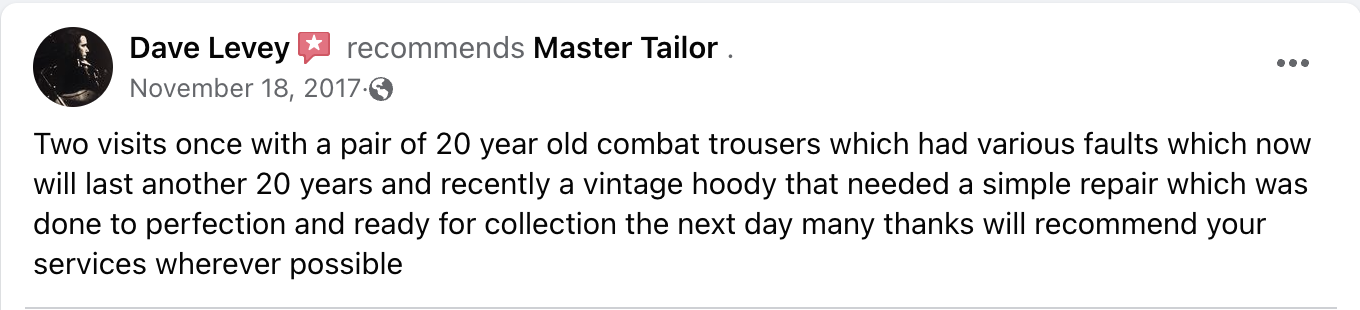 Dave Levey recommends Master Tailor .
November 18, 2017·
Two visits once with a pair of 20 year old combat trousers which had various faults which now
will last another 20 years and recently a vintage hoody that needed a simple repair which was
done to perfection and ready for collection the next day many thanks will recommend your
services wherever possible